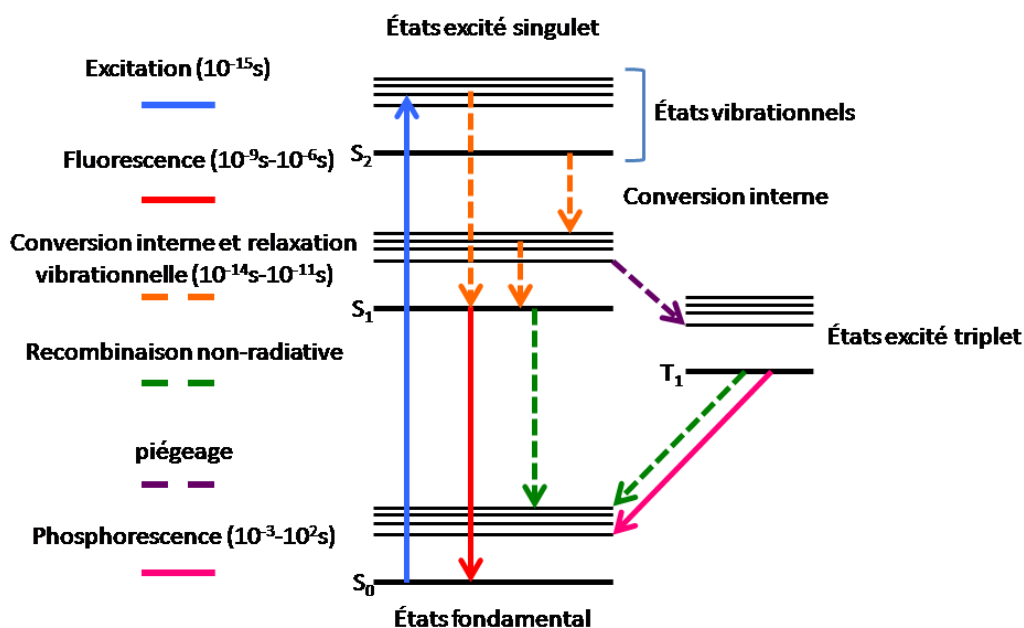 États excité singulet
Excitation (10⁻¹⁵s)
États vibrationnels
Fluorescence (10⁻⁹s-10⁻⁶s)
S₂
Conversion interne
Conversion interne et relaxation
vibrationnelle (10⁻¹⁴s-10⁻¹¹s)
S₁
États excité triplet
Recombinaison non-radiative
T₁
piégeage
Phosphorescence (10⁻³-10²s)
S₀
États fondamental